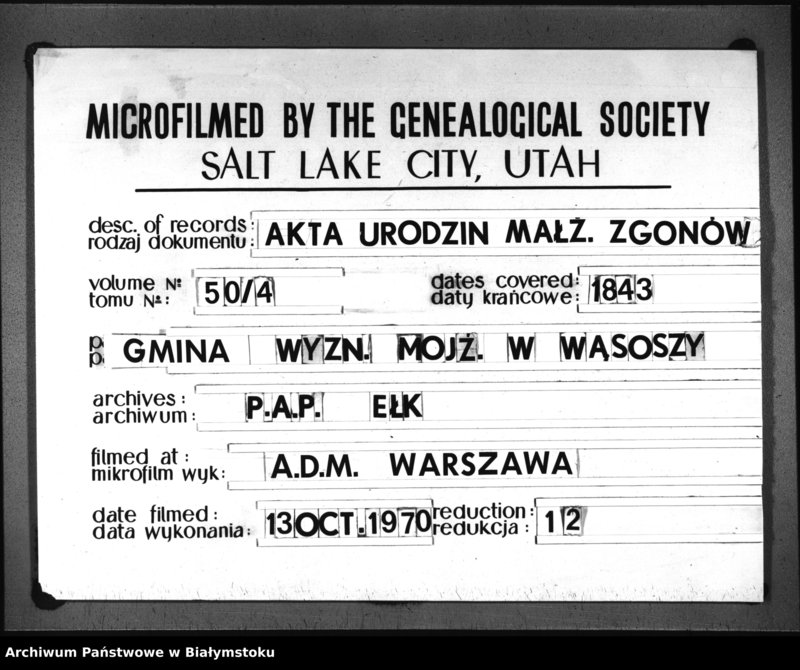 MICROFILMED BY THE GENEALOGICAL SOCIETY
SALT LAKE CITY, UTAH
desc. of records:
rodzaj dokumentu:
AKTA URODZIN MAŁŻ. ZGONÓW
volume №
tomu №:
50/4
dates covered:
daty krańcowe:
1843
p.
p.
GMINA WYZN. MOJŻ. W WĄSOSZY
archives:
archiwum:
P.A.P. EŁK
filmed at:
mikrofilm wyk:
A.D.M. WARSZAWA
date filmed:
data wykonania:
13 OCT. 1970
reduction:
redukcja:
12
Archiwum Państwowe w Białymstoku